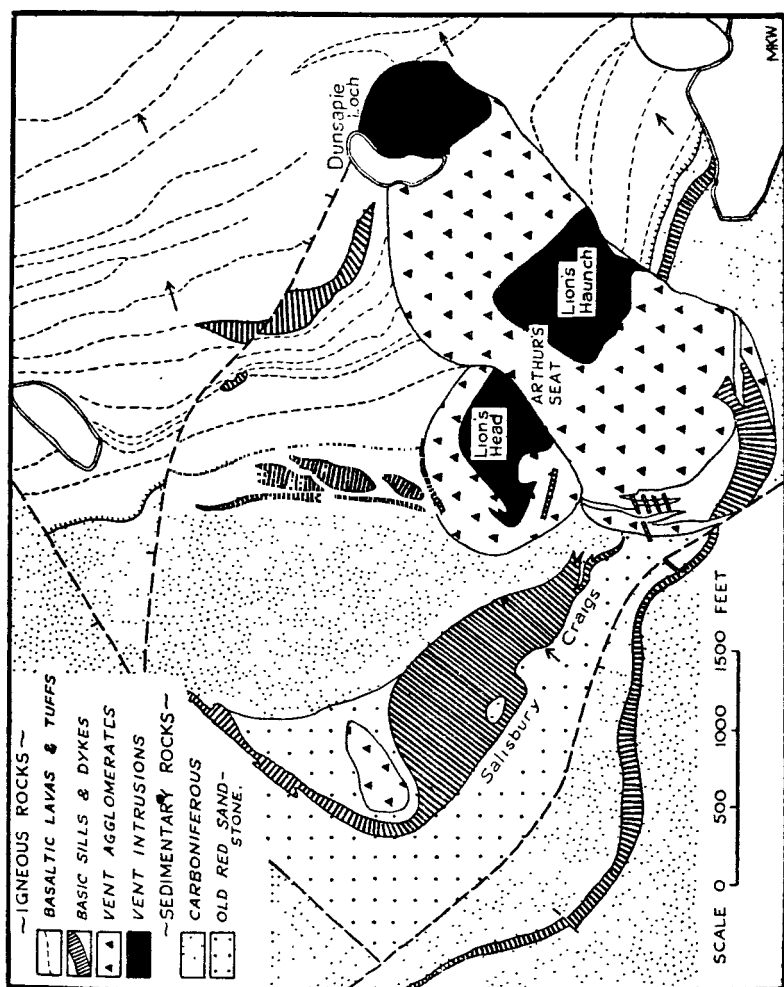 ~IGNEOUS ROCKS~
BASALTIC LAVAS & TUFFS
BASIC SILLS & DYKES
VENT AGGLOMERATES
VENT INTRUSIONS
~SEDIMENTARY ROCKS~
CARBONIFEROUS
OLD RED SAND-
STONE.
Dunsapie
Loch
Lion's
Haunch
ARTHUR'S
SEAT
Lion's
Head
Salisbury Craigs
SCALE 0 500 1000 1500 FEET
MKW